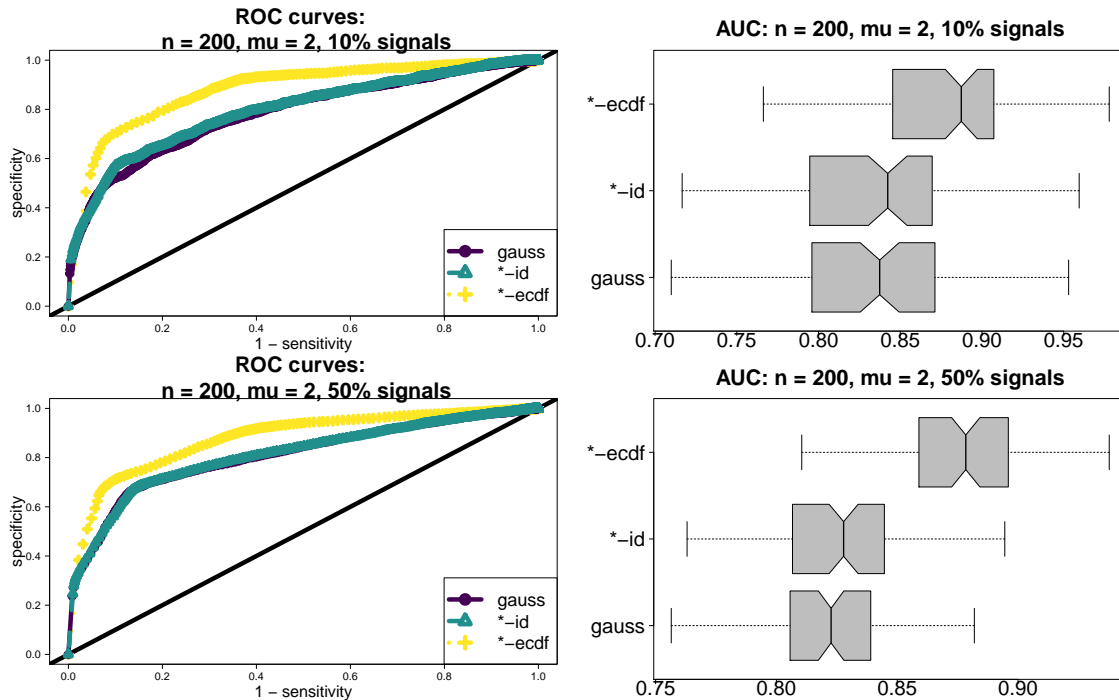 ROC curves:
n = 200, mu = 2, 10% signals
specificity
1.0
0.8
0.6
0.4
0.2
0.0
gauss
*-id
*-ecdf
0.0 0.2 0.4 0.6 0.8 1.0
1 - sensitivity
AUC: n = 200, mu = 2, 10% signals
*-ecdf
*-id
gauss
0.70 0.75 0.80 0.85 0.90 0.95
ROC curves:
n = 200, mu = 2, 50% signals
specificity
1.0
0.8
0.6
0.4
0.2
0.0
gauss
*-id
*-ecdf
0.0 0.2 0.4 0.6 0.8 1.0
1 - sensitivity
AUC: n = 200, mu = 2, 50% signals
*-ecdf
*-id
gauss
0.75 0.80 0.85 0.90